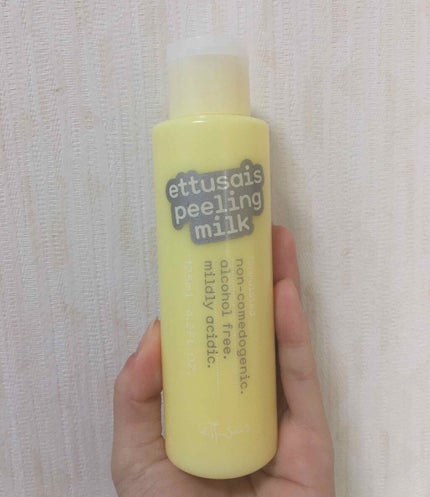 ettusais
peeling
milk
non-comedogenic.
alcohol free.
mildly acidic.